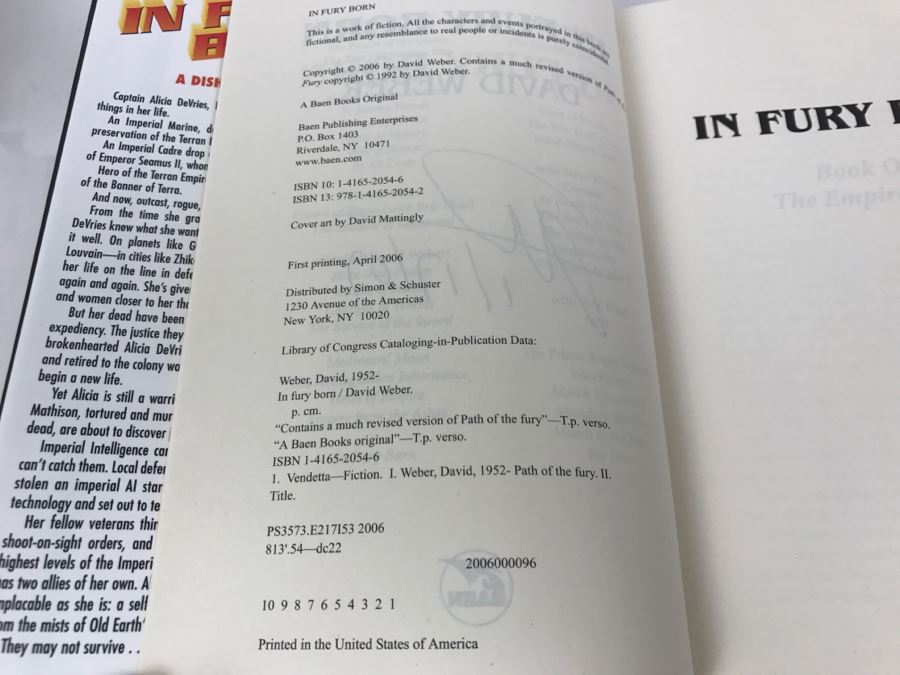 IN F
B
A DISH
Captain Alicia DeVries,
things in her life.
An Imperial Marine, d
preservation of the Terran
An Imperial Cadre drop
of Emperor Seamus II, whom
Hero of the Terran Empir
of the Banner of Terra.
And now, outcast, rogue,
From the time she gra
DeVries knew what she want
it well. On planets like G
Louvain—in cities like Zhik
her life on the line in defe
again and again. She's give
and women closer to her tha
But her dead have been
expediency. The justice they
brokenhearted Alicia DeVri
and retired to the colony wo
begin a new life.
Yet Alicia is still a warri
Mathison, tortured and mur
dead, are about to discover
Imperial Intelligence can
can't catch them. Local defen
stolen an imperial AI star
technology and set out to te
Her fellow veterans thin
shoot-on-sight orders, and
highest levels of the Imperi
as two allies of her own. A
mplacable as she is: a self
om the mists of Old Earth'
They may not survive . .
IN FURY BORN
This is a work of fiction. All the characters and events portrayed in this book are
fictional, and any resemblance to real people or incidents is purely coincidental.
Copyright © 2006 by David Weber. Contains a much revised version of Path of
Fury copyright © 1992 by David Weber.
A Baen Books Original
Baen Publishing Enterprises
P.O. Box 1403
Riverdale, NY 10471
www.baen.com
ISBN 10: 1-4165-2054-6
ISBN 13: 978-1-4165-2054-2
Cover art by David Mattingly
First printing, April 2006
Distributed by Simon & Schuster
1230 Avenue of the Americas
New York, NY 10020
Library of Congress Cataloging-in-Publication Data:
Weber, David, 1952-
In fury born / David Weber.
p. cm.
"Contains a much revised version of Path of the fury"—T.p. verso.
"A Baen Books original"—T.p. verso.
ISBN 1-4165-2054-6
1. Vendetta—Fiction. I. Weber, David, 1952- Path of the fury. II.
Title.
PS3573.E217I53 2006
813'.54—dc22
2006000096
10 9 8 7 6 5 4 3 2 1
Printed in the United States of America
IN FURY
Book O
The Empir